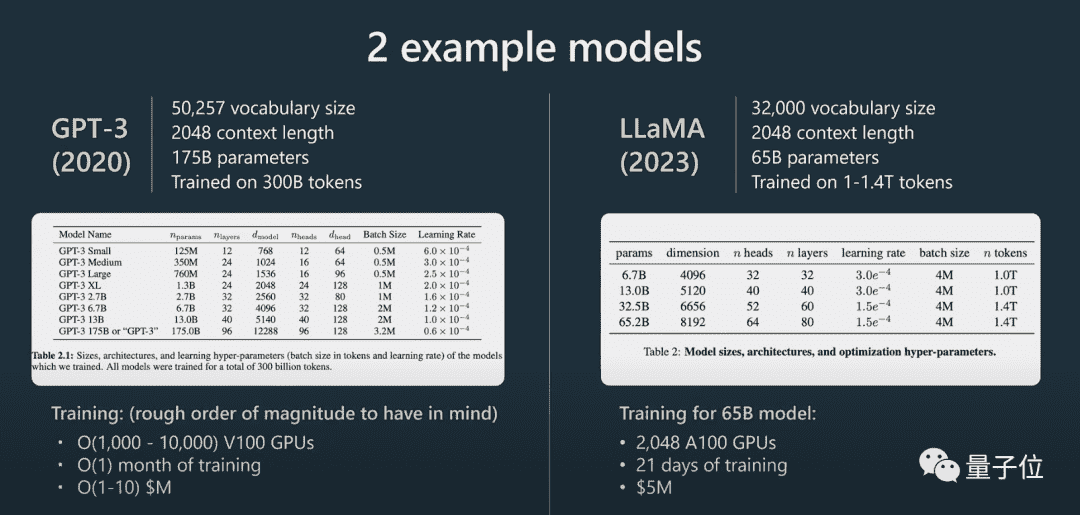 2 example models
GPT-3
(2020)
50,257 vocabulary size
2048 context length
175B parameters
Trained on 300B tokens
Model Name n_params n_layers d_model n_heads d_head Batch Size Learning Rate
GPT-3 Small 125M 12 768 12 64 0.5M 6.0 × 10⁻⁴
GPT-3 Medium 350M 24 1024 16 64 0.5M 3.0 × 10⁻⁴
GPT-3 Large 760M 24 1536 16 96 0.5M 2.5 × 10⁻⁴
GPT-3 XL 1.3B 24 2048 24 128 1M 2.0 × 10⁻⁴
GPT-3 2.7B 2.7B 32 2560 32 80 1M 1.6 × 10⁻⁴
GPT-3 6.7B 6.7B 32 4096 32 128 2M 1.2 × 10⁻⁴
GPT-3 13B 13.0B 40 5140 40 128 2M 1.0 × 10⁻⁴
GPT-3 175B or “GPT-3” 175.0B 96 12288 96 128 3.2M 0.6 × 10⁻⁴
Table 2.1: Sizes, architectures, and learning hyper-parameters (batch size in tokens and learning rate) of the models
which we trained. All models were trained for a total of 300 billion tokens.
Training: (rough order of magnitude to have in mind)
• O(1,000 - 10,000) V100 GPUs
• O(1) month of training
• O(1-10) $M
LLaMA
(2023)
32,000 vocabulary size
2048 context length
65B parameters
Trained on 1-1.4T tokens
params dimension n heads n layers learning rate batch size n tokens
6.7B 4096 32 32 3.0e⁻⁴ 4M 1.0T
13.0B 5120 40 40 3.0e⁻⁴ 4M 1.0T
32.5B 6656 52 60 1.5e⁻⁴ 4M 1.4T
65.2B 8192 64 80 1.5e⁻⁴ 4M 1.4T
Table 2: Model sizes, architectures, and optimization hyper-parameters.
Training for 65B model:
• 2,048 A100 GPUs
• 21 days of training
• $5M
量子位